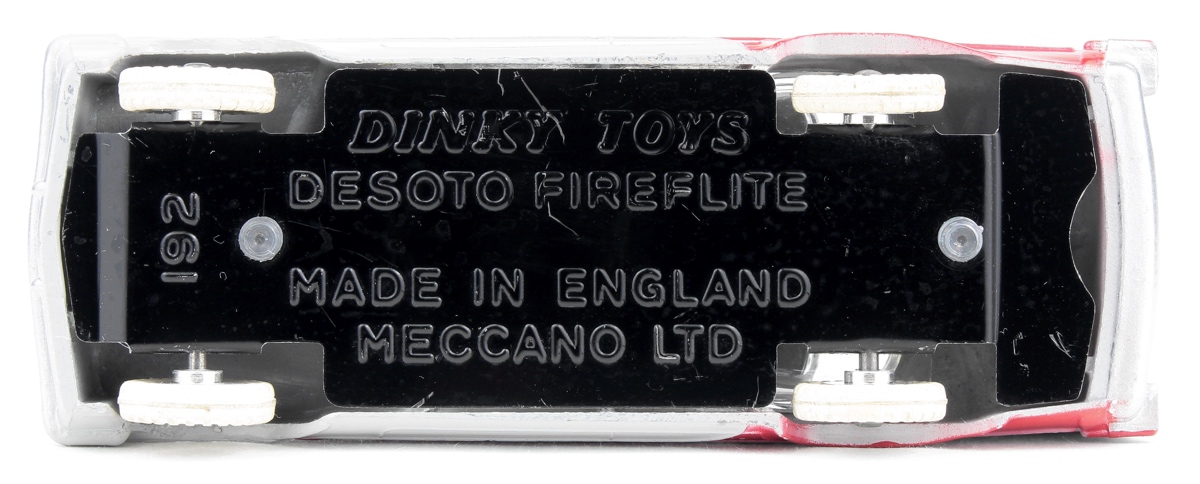 DINKY TOYS
DESOTO FIREFLITE
192
MADE IN ENGLAND
MECCANO LTD